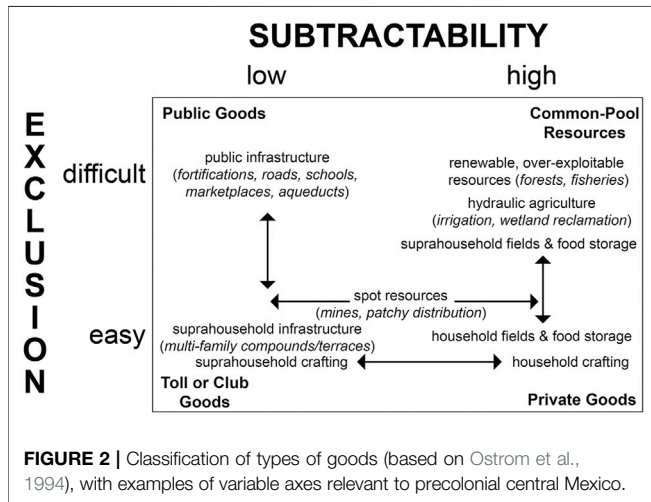 SUBTRACTABILITY
low high
EXCLUSION
difficult
easy
Public Goods
public infrastructure
(fortifications, roads, schools,
marketplaces, aqueducts)
Common-Pool
Resources
renewable, over-exploitable
resources (forests, fisheries)
hydraulic agriculture
(irrigation, wetland reclamation)
suprahousehold fields & food storage
spot resources
(mines, patchy distribution)
suprahousehold infrastructure
(multi-family compounds/terraces)
suprahousehold crafting
Toll or Club
Goods
household fields & food storage
household crafting
Private Goods
FIGURE 2 | Classification of types of goods (based on Ostrom et al.,
1994), with examples of variable axes relevant to precolonial central Mexico.